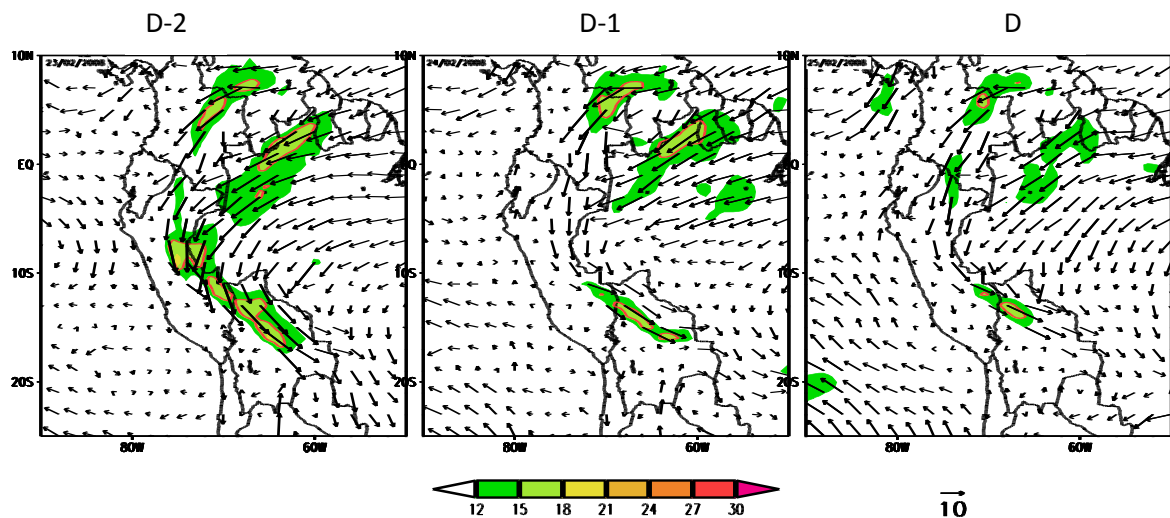 D-2 D-1 D
10N 10N 10N
23/02/2008 24/02/2008 25/02/2008
EQ EQ EQ
10S 10S 10S
20S 20S 20S
80W 60W 80W 60W 80W 60W
12 15 18 21 24 27 30
10